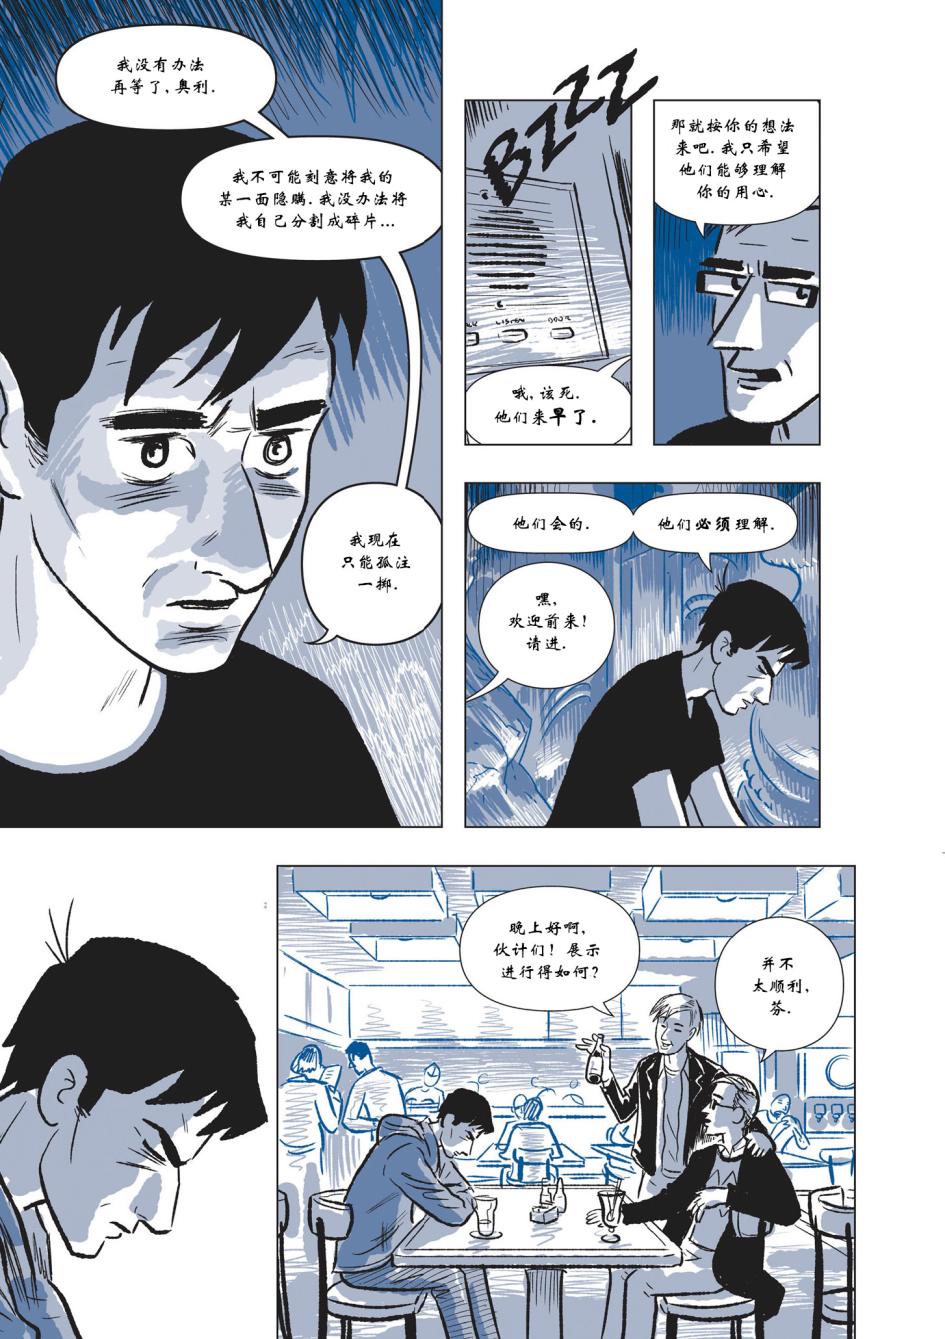 我没有办法
再等了,奥利.
我不可能刻意将我的
某一面隐瞒.我没办法将
我自己分割成碎片...
我现在
只能孤注
一掷.
BZZZ
LISTEN
DOOR
哦,该死.
他们来早了.
那就按你的想法
来吧.我只希望
他们能够理解
你的用心.
他们会的.
他们必须理解.
嘿,
欢迎前来!
请进.
晚上好啊,
伙计们!展示
进行得如何?
并不
太顺利,
芬.